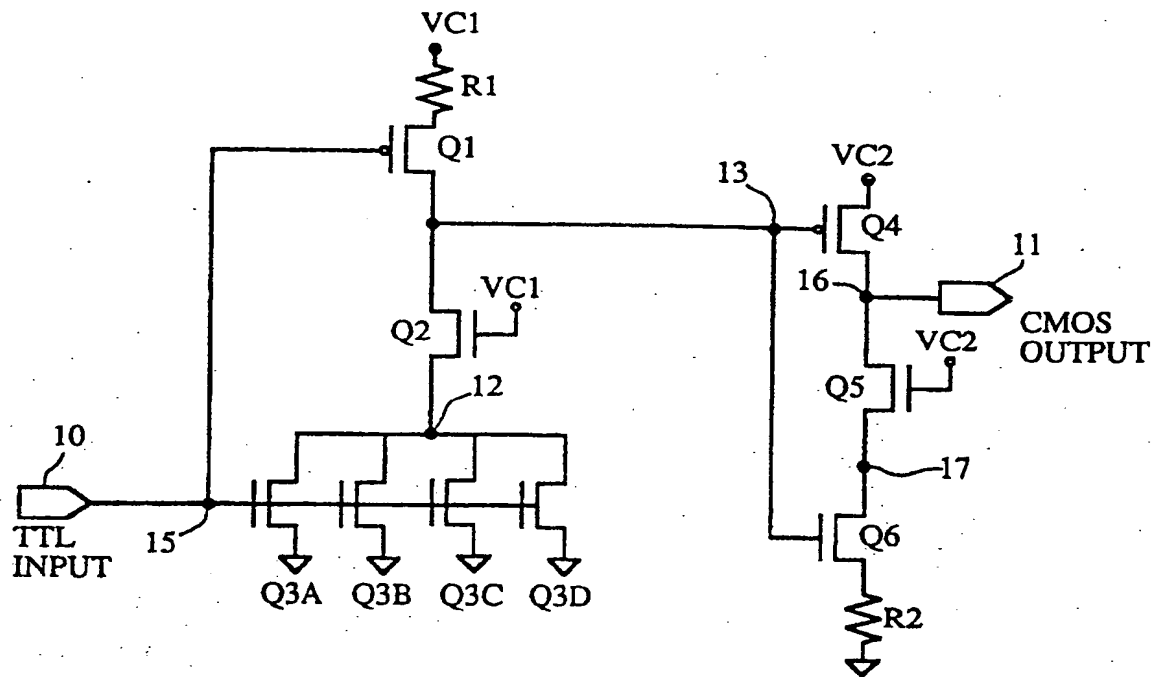 VC1
R1
Q1
13
VC2
Q4
11
16
CMOS
OUTPUT
VC1
Q2
VC2
Q5
12
10
17
15
TTL
INPUT
Q6
Q3A
Q3B
Q3C
Q3D
R2